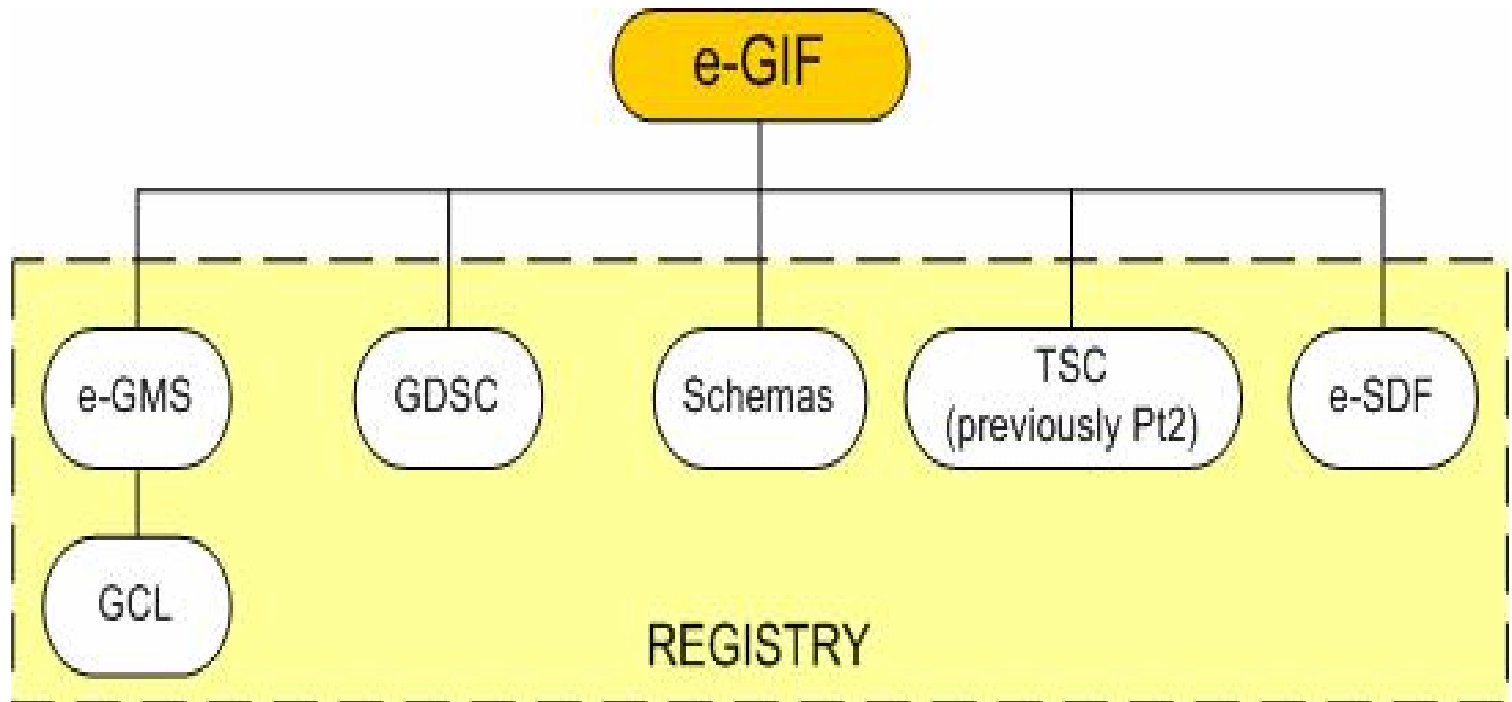 e-GIF
e-GMS
GDSC
Schemas
TSC
(previously Pt2)
e-SDF
GCL
REGISTRY